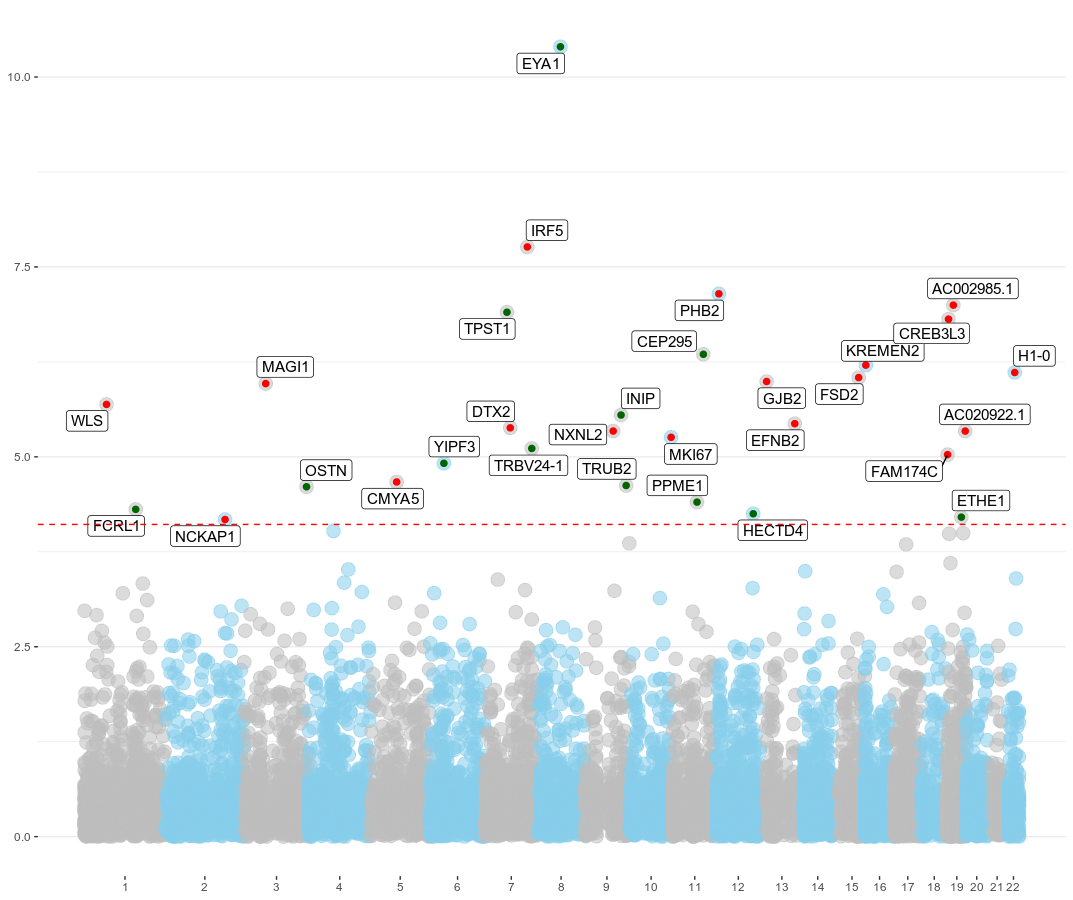 EYA1
10.0
IRF5
7.5
AC002985.1
PHB2
TPST1
CREB3L3
CEP295
KREMEN2
H1-0
MAGI1
FSD2
INIP
GJB2
DTX2
AC020922.1
WLS
NXNL2
EFNB2
YIPF3
MKI67
5.0
TRBV24-1
TRUB2
OSTN
FAM174C
PPME1
CMYA5
ETHE1
FCRL1
HECTD4
NCKAP1
2.5
0.0
1 2 3 4 5 6 7 8 9 10 11 12 13 14 15 16 17 18 19 20 21 22